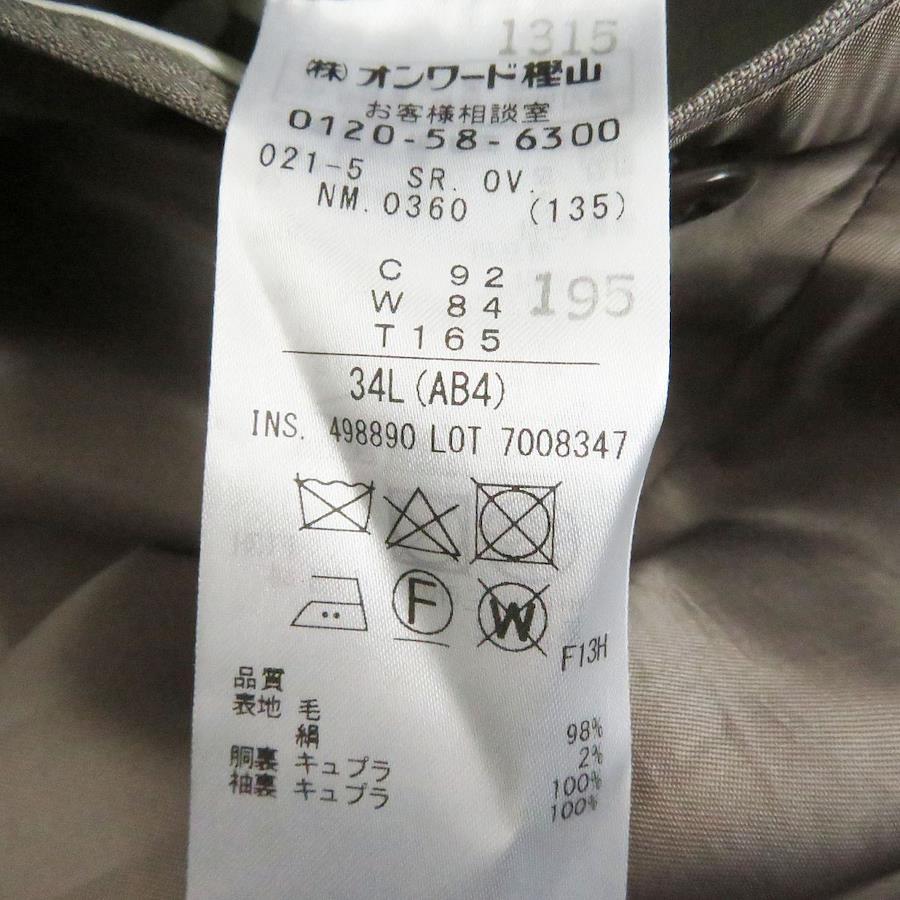 1315
㈱オンワード樫山
お客様相談室
0120-58-6300
021-5 SR. OV.
NM. 0360 (135)
C 92
W 84
195
T 165
34L (AB4)
INS. 498890 LOT 7008347
F
W
F13H
品質
表地 毛 98%
絹 2%
胴裏 キュプラ 100%
袖裏 キュプラ 100%